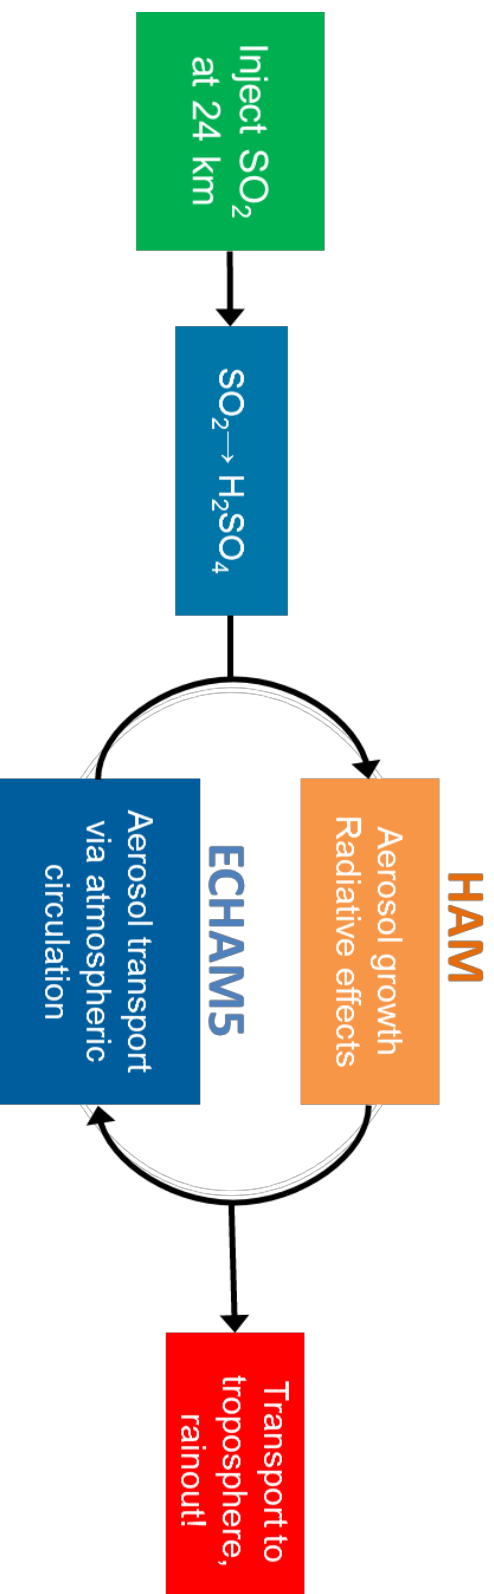 Inject SO₂
at 24 km
SO₂→ H₂SO₄
HAM
Aerosol growth
Radiative effects
ECHAM5
Aerosol transport
via atmospheric
circulation
Transport to
troposphere,
rainout!